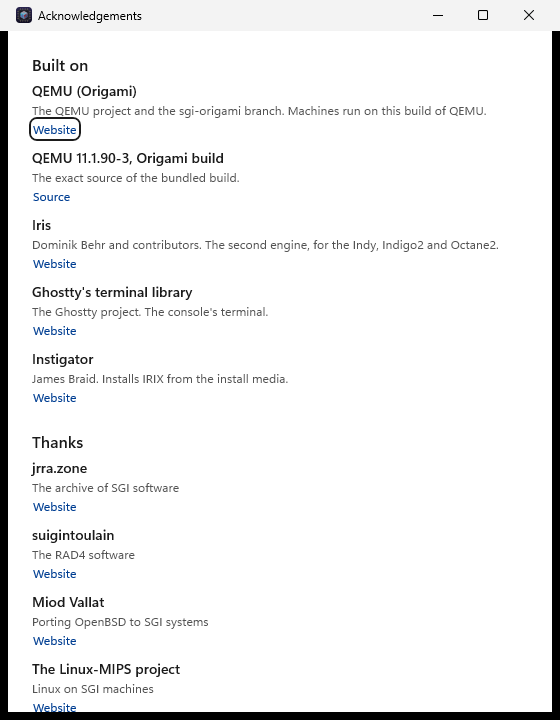 Acknowledgements
Built on
QEMU (Origami)
The QEMU project and the sgi-origami branch. Machines run on this build of QEMU.
Website
QEMU 11.1.90-3, Origami build
The exact source of the bundled build.
Source
Iris
Dominik Behr and contributors. The second engine, for the Indy, Indigo2 and Octane2.
Website
Ghostty's terminal library
The Ghostty project. The console's terminal.
Website
Instigator
James Braid. Installs IRIX from the install media.
Website
Thanks
jrra.zone
The archive of SGI software
Website
suigintoulain
The RAD4 software
Website
Miod Vallat
Porting OpenBSD to SGI systems
Website
The Linux-MIPS project
Linux on SGI machines
Website